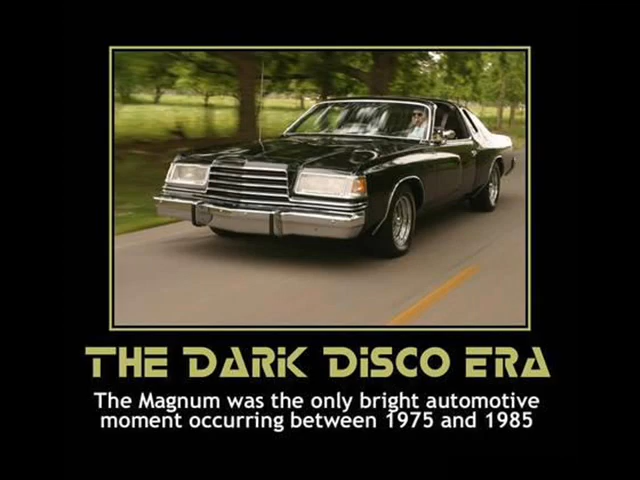 THE DARK DISCO ERA
The Magnum was the only bright automotive
moment occurring between 1975 and 1985